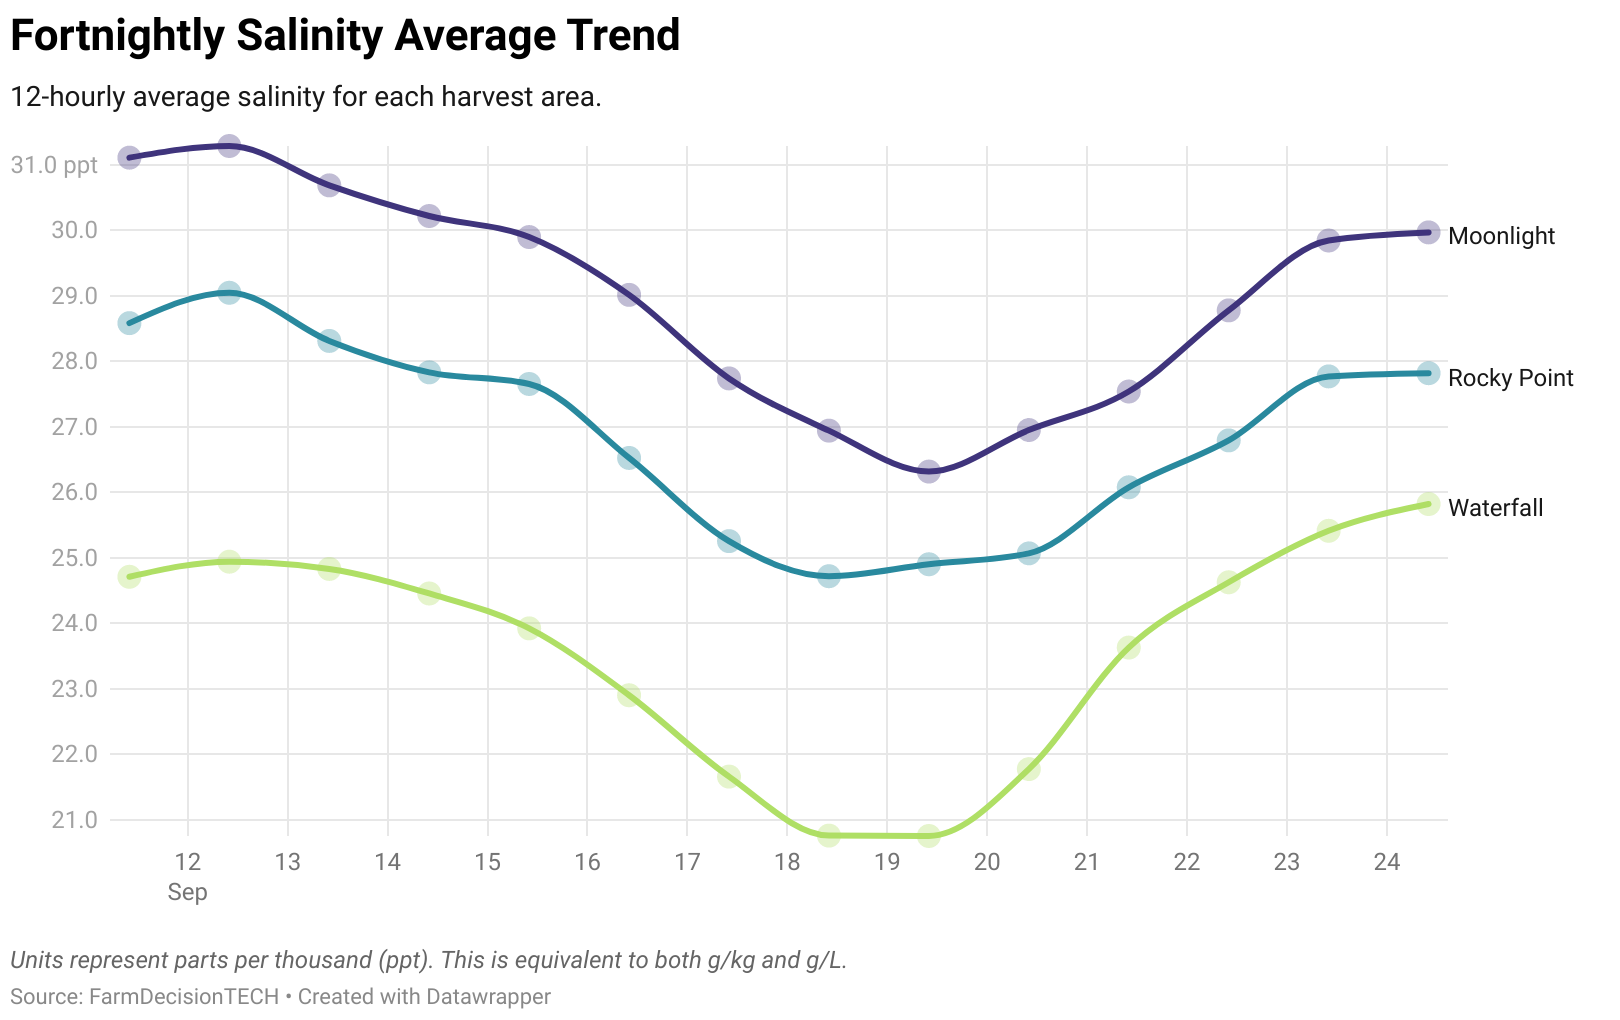 Fortnightly Salinity Average Trend
12-hourly average salinity for each harvest area.
31.0 ppt
30.0
29.0
28.0
27.0
26.0
25.0
24.0
23.0
22.0
21.0
Moonlight
Rocky Point
Waterfall
12 13 14 15 16 17 18 19 20 21 22 23 24
Sep
Units represent parts per thousand (ppt). This is equivalent to both g/kg and g/L.
Source: FarmDecisionTECH • Created with Datawrapper